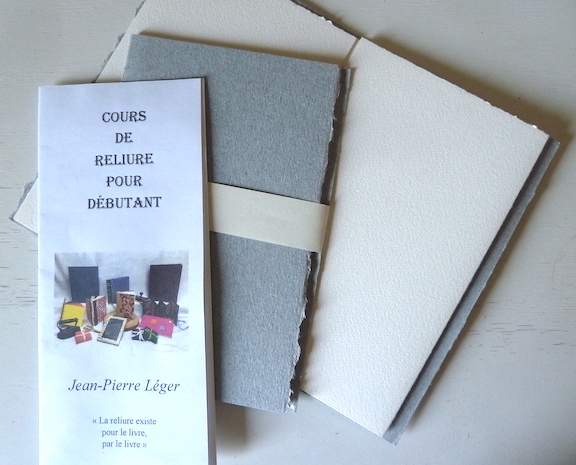 COURS
DE
RELIURE
POUR
DÉBUTANT
Jean-Pierre Léger
« La reliure existe
pour le livre,
par le livre »